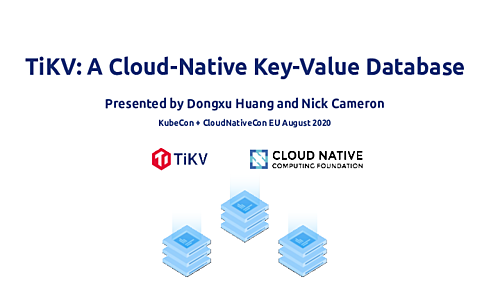 TiKV: A Cloud-Native Key-Value Database
Presented by Dongxu Huang and Nick Cameron
KubeCon + CloudNativeCon EU August 2020
TiKV
CLOUD NATIVE
COMPUTING FOUNDATION